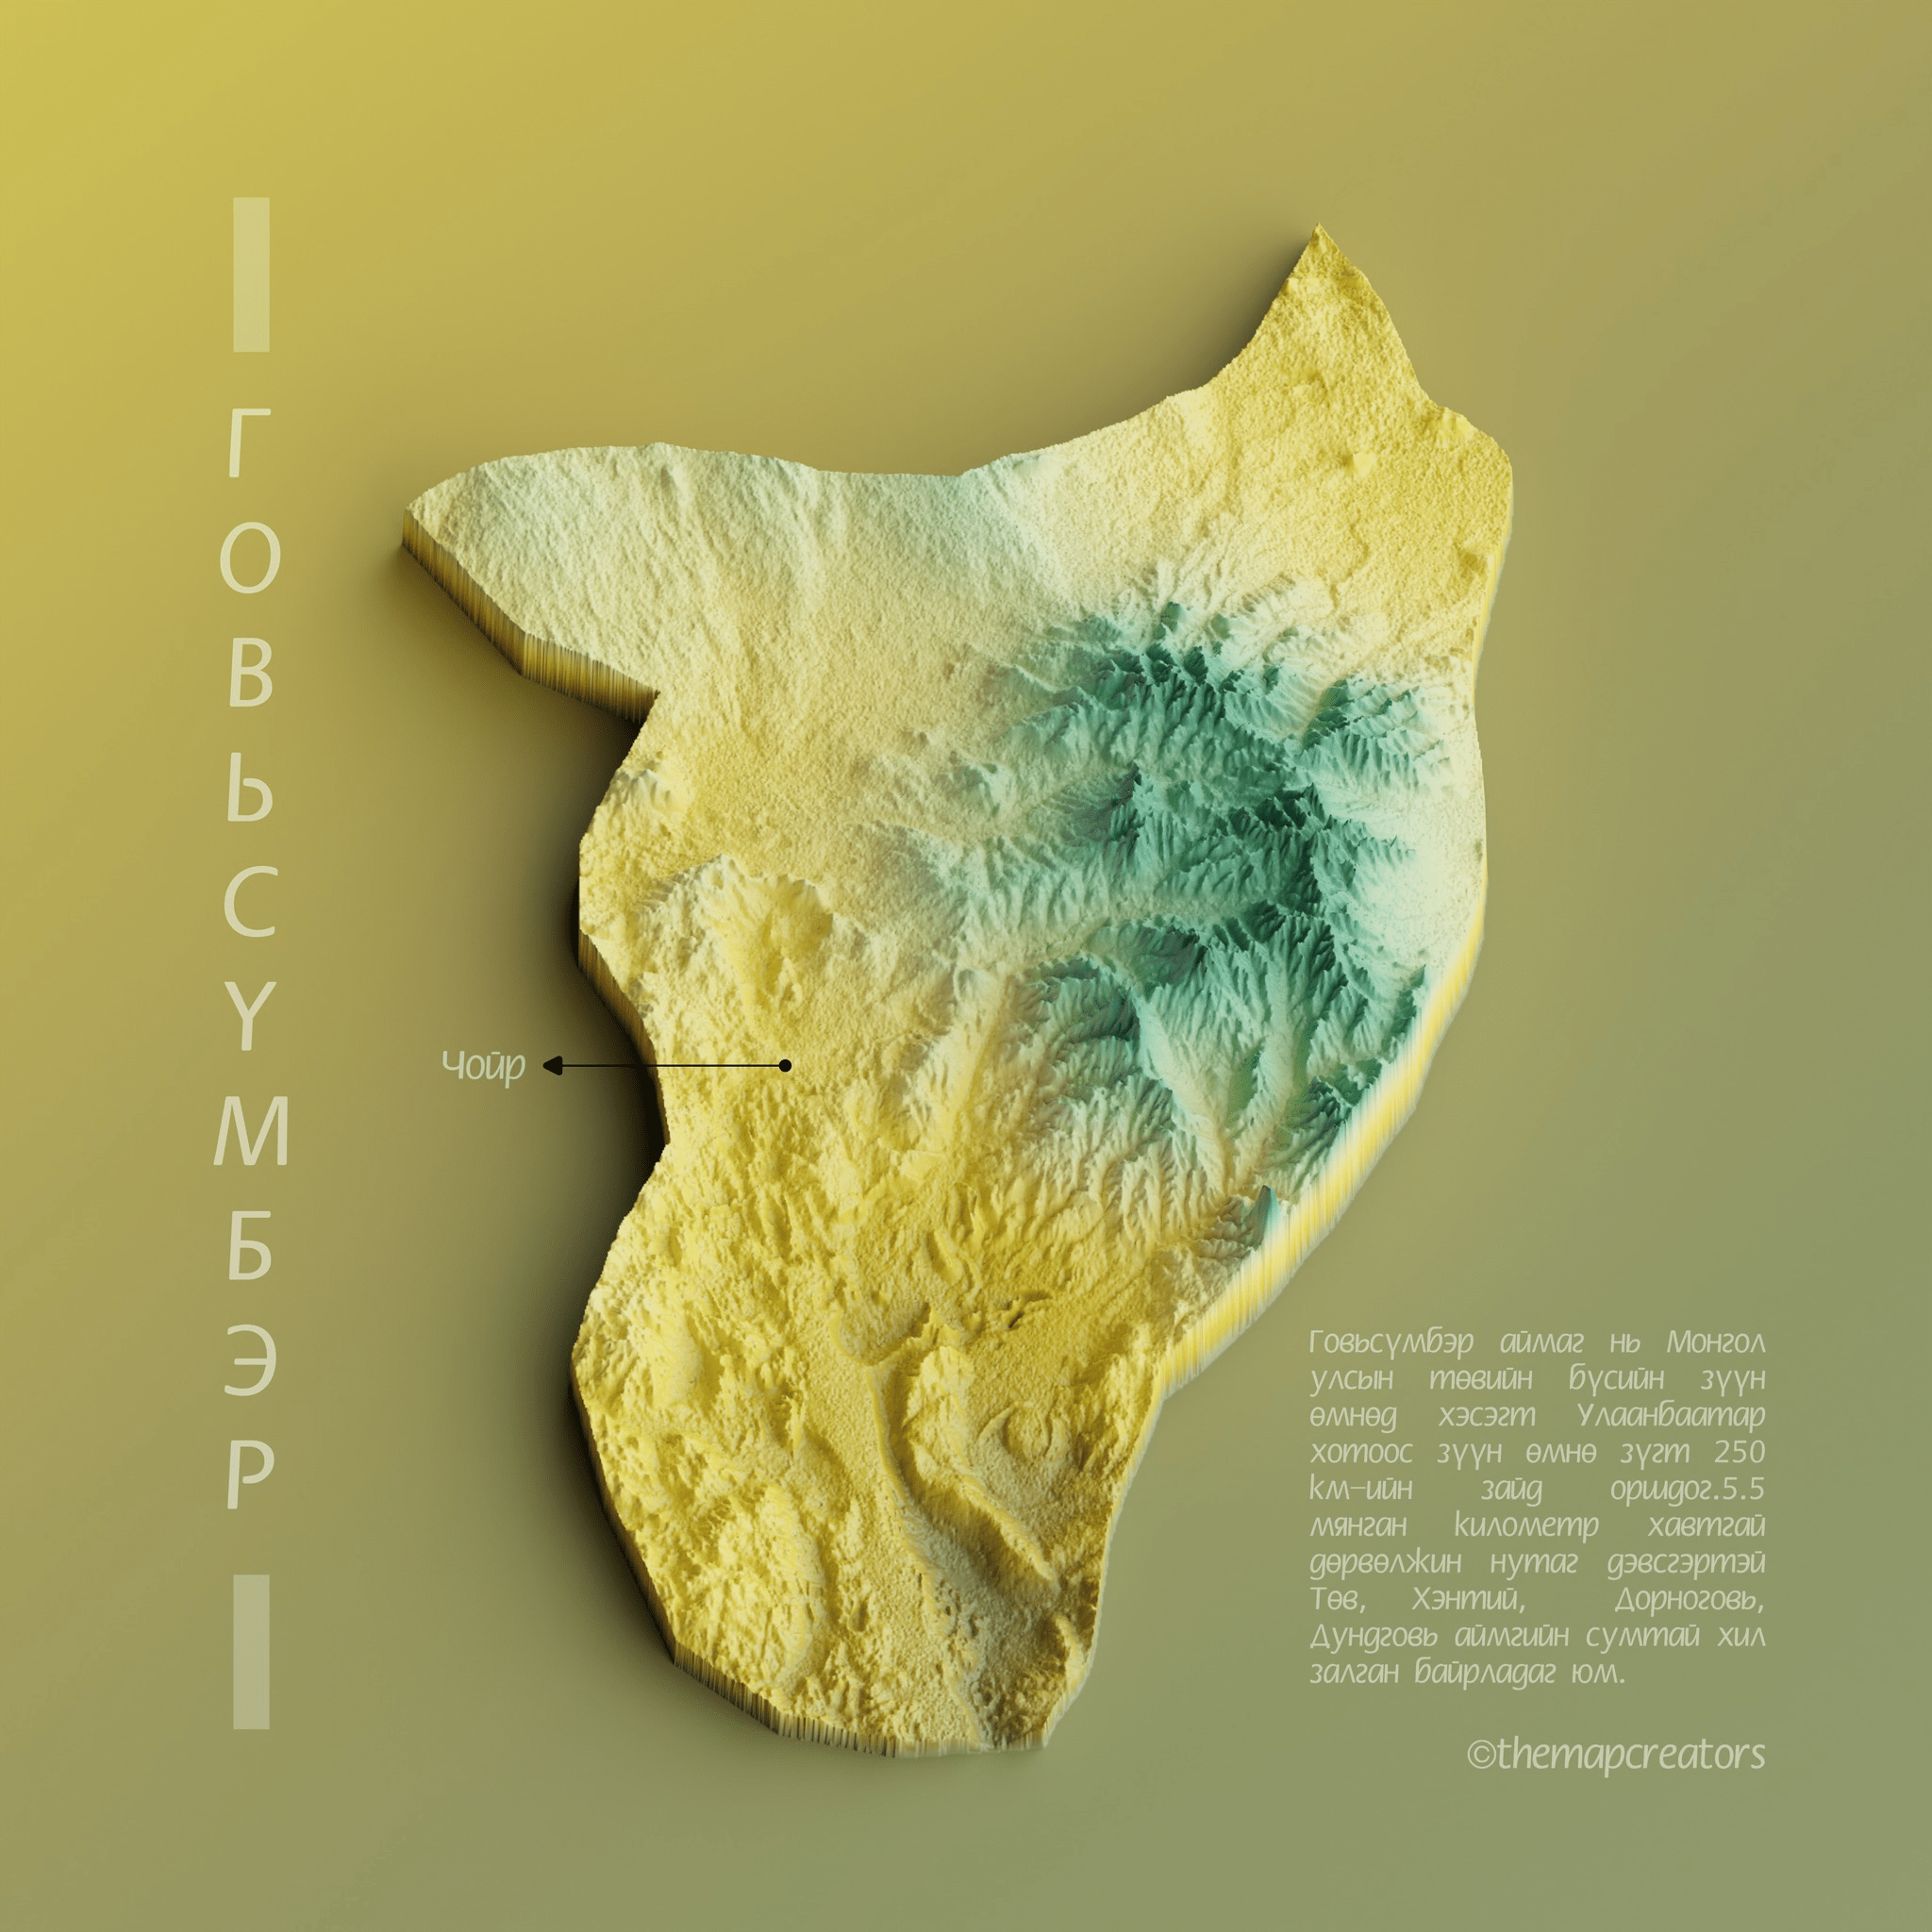 ГОВЬСҮМБЭР
Чойр
Говьсүмбэр аймаг нь Монгол
улсын төвийн бүсийн зүүн
өмнөд хэсэгт Улаанбаатар
хотоос зүүн өмнө зүгт 250
км-ийн зайд оршдог.5.5
мянган километр хавтгай
дөрвөлжин нутаг дэвсгэртэй
Төв, Хэнтий, Дорноговь,
Дундговь аймгийн сумтай хил
залган байрладаг юм.
©themapcreators